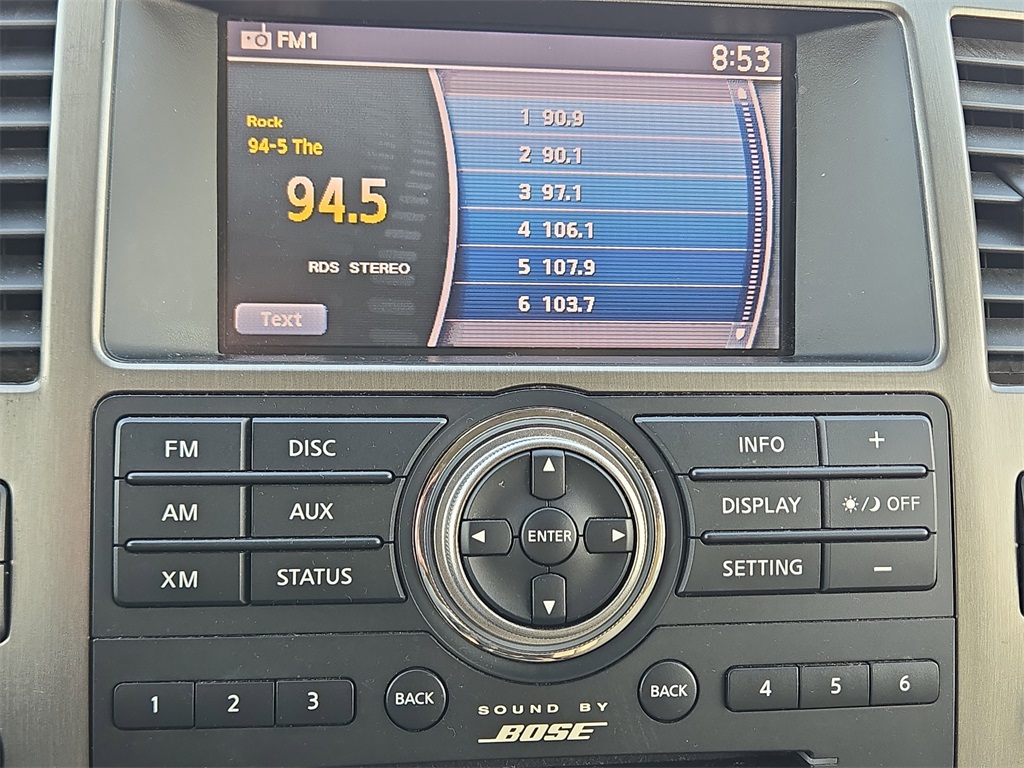 FM1
8:53
Rock
94-5 The
94.5
RDS STEREO
Text
1 90.9
2 90.1
3 97.1
4 106.1
5 107.9
6 103.7
FM
DISC
AM
AUX
XM
STATUS
ENTER
INFO
+
DISPLAY
OFF
SETTING
−
1
2
3
BACK
SOUND BY
BOSE
BACK
4
5
6